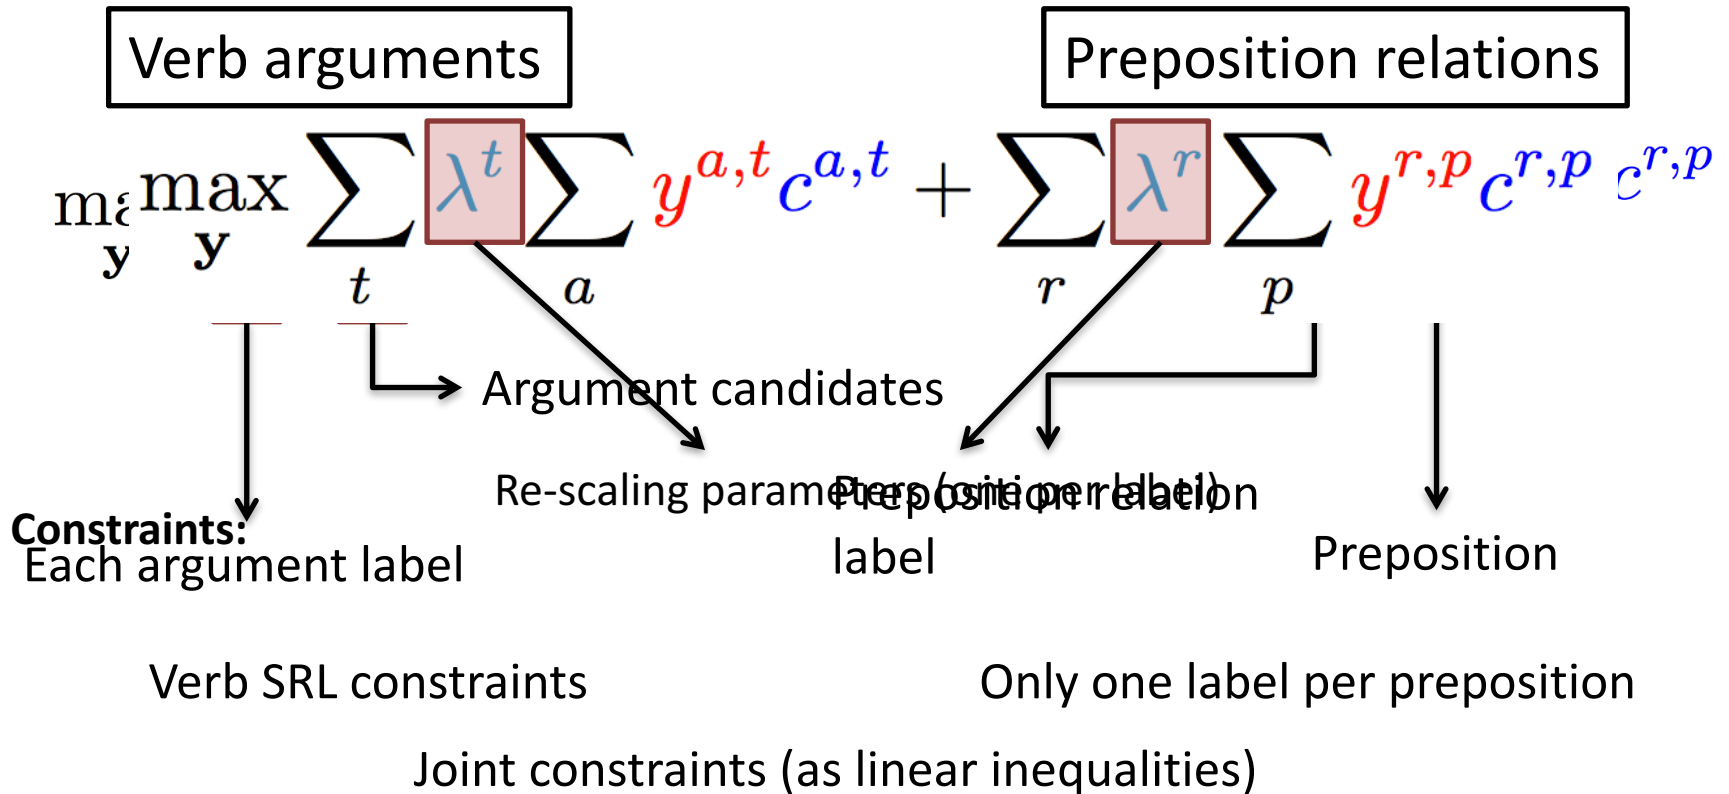 Verb arguments
Preposition relations
ma max ∑ λ^t ∑ y^{a,t} c^{a,t} + ∑ λ^r ∑ y^{r,p} c^{r,p} c^{r,p}
y y t a r p
Argument candidates
Re-scaling parameters (one per label)
Preposition relation
label
Constraints:
Each argument label
Preposition
Verb SRL constraints
Only one label per preposition
Joint constraints (as linear inequalities)